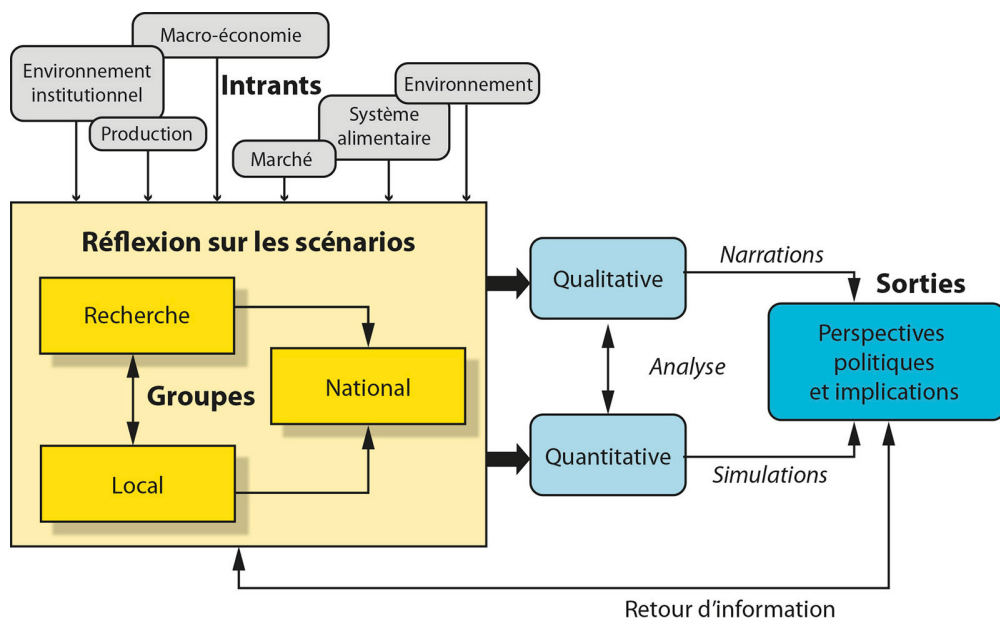 Macro-économie
Environnement
institutionnel
Intrants
Environnement
Production
Système
alimentaire
Marché
Réflexion sur les scénarios
Recherche
Groupes
National
Local
Qualitative
Narrations
Analyse
Quantitative
Simulations
Sorties
Perspectives
politiques
et implications
Retour d’information